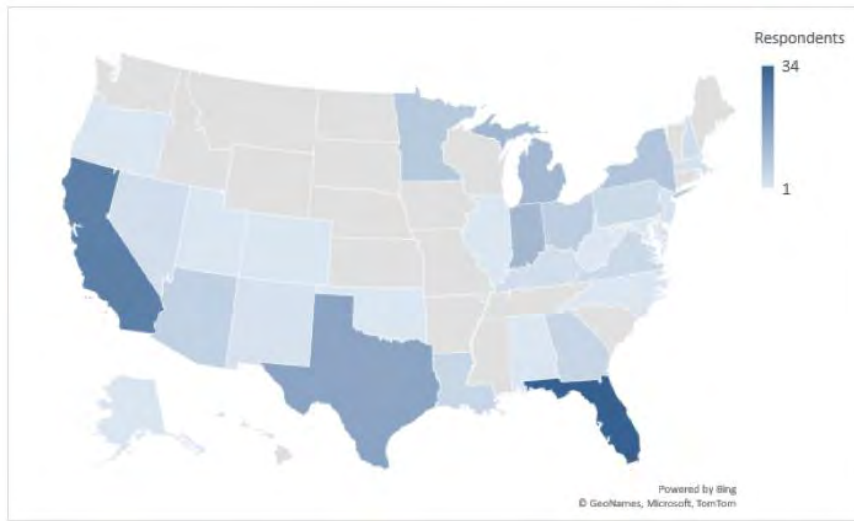 Respondents
34
1
Powered by Bing
© GeoNames, Microsoft, TomTom